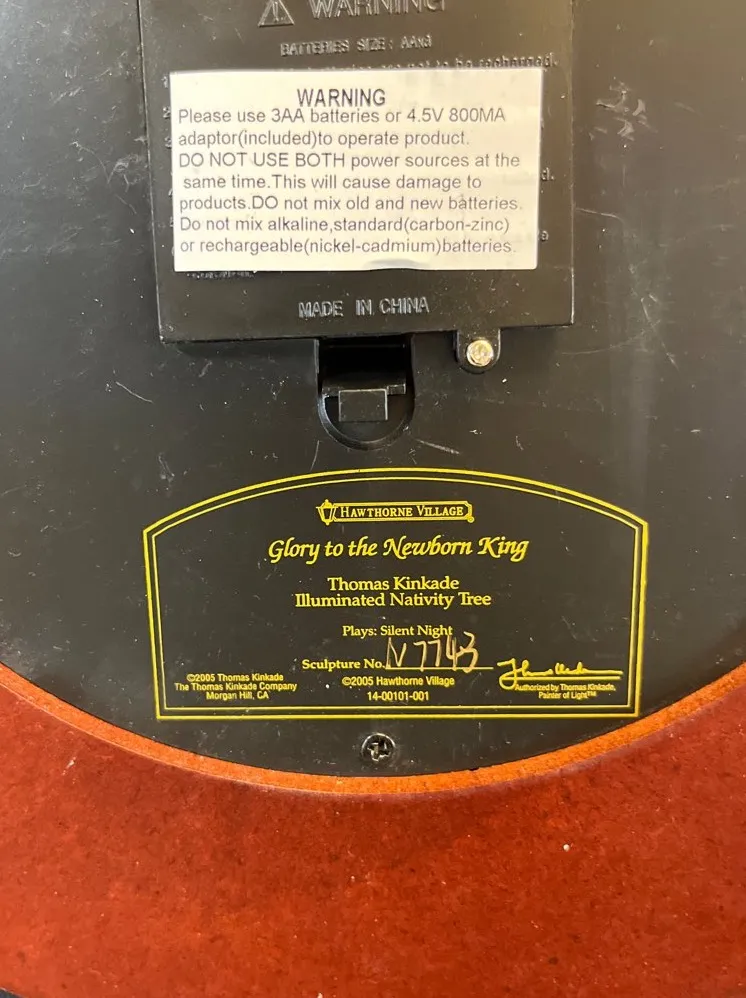 WARNING
BATTERIES SIZE : AAx3
not to be recharged.
WARNING
Please use 3AA batteries or 4.5V 800MA
adaptor(included)to operate product.
DO NOT USE BOTH power sources at the
same time.This will cause damage to
products.DO not mix old and new batteries.
Do not mix alkaline,standard(carbon-zinc)
or rechargeable(nickel-cadmium)batteries.
MADE IN CHINA
HAWTHORNE VILLAGE
Glory to the Newborn King
Thomas Kinkade
Illuminated Nativity Tree
Plays: Silent Night
Sculpture No. N7743
©2005 Thomas Kinkade
The Thomas Kinkade Company
Morgan Hill, CA
©2005 Hawthorne Village
14-00101-001
Authorized by Thomas Kinkade,
Painter of Light™